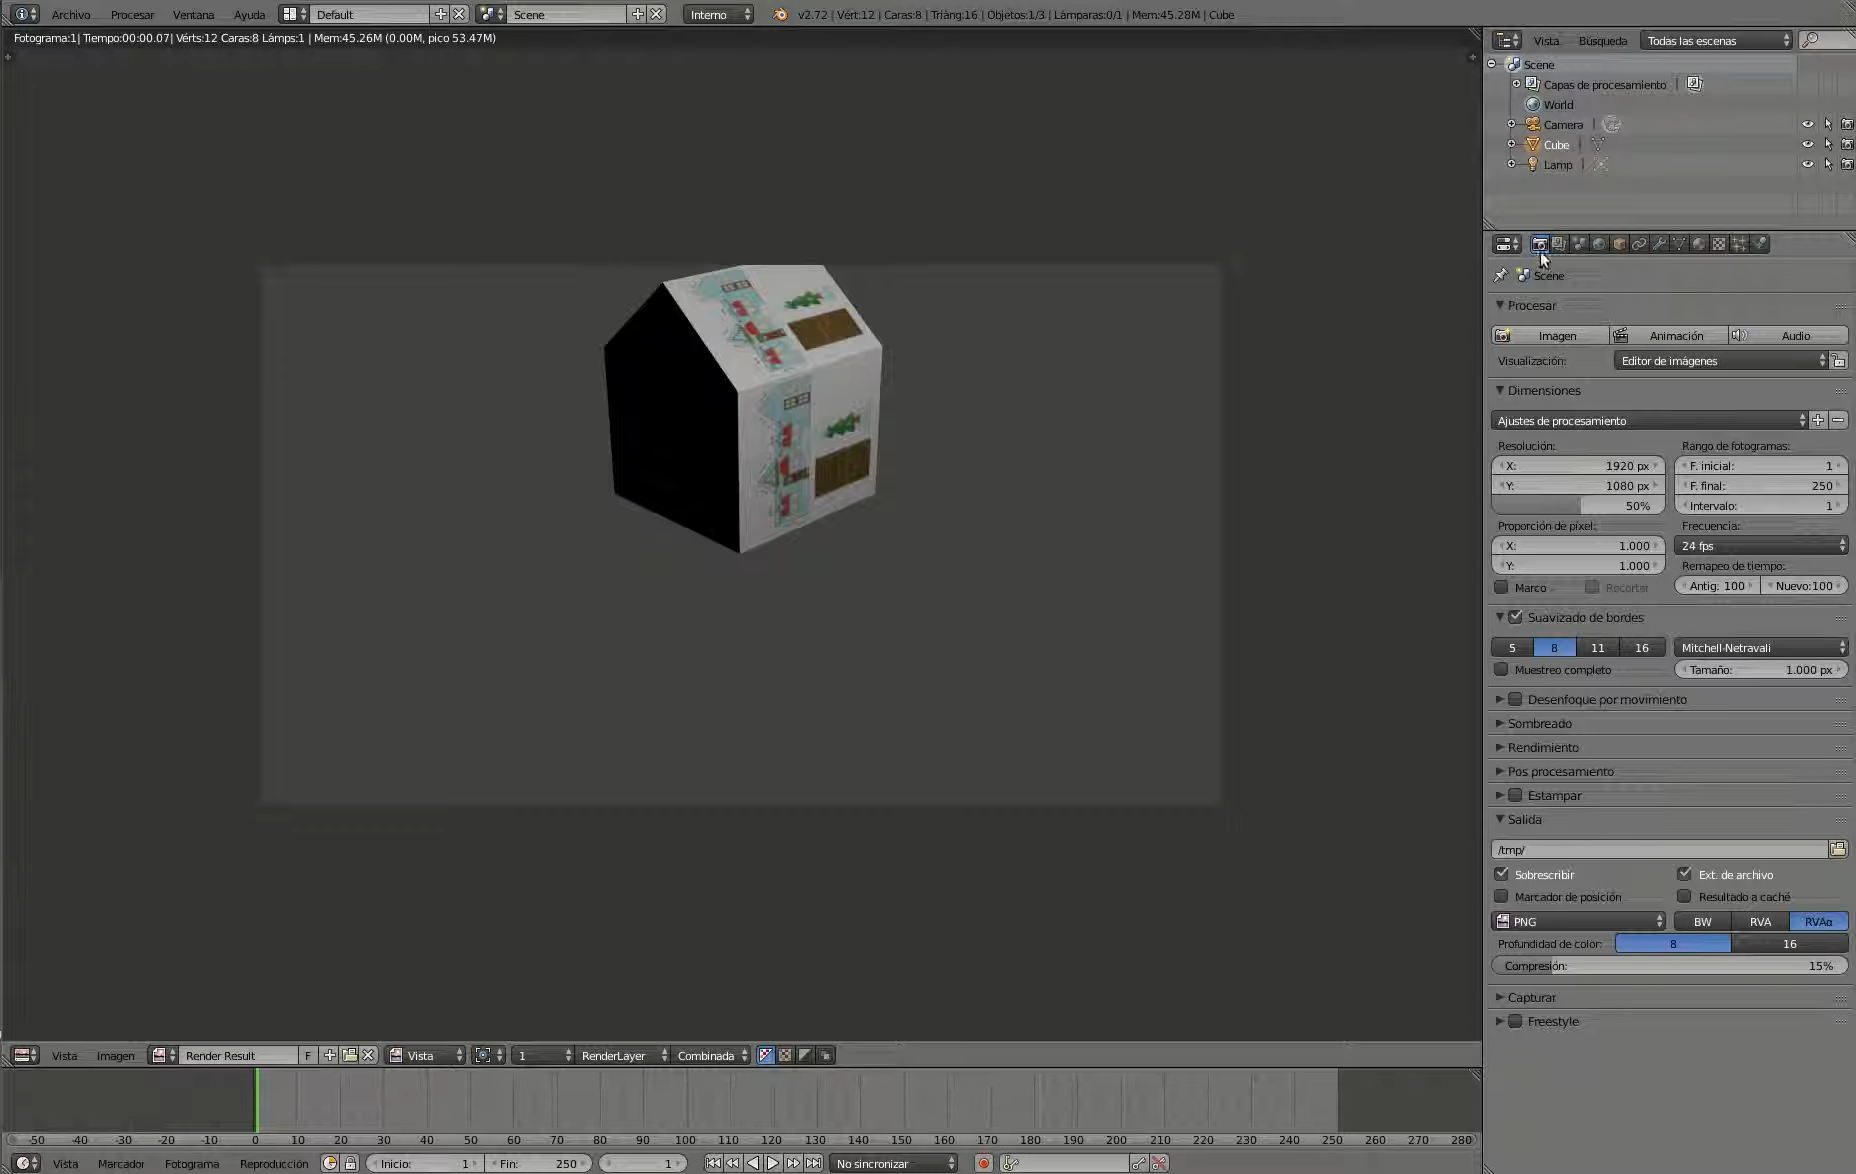 Archivo Procesar Ventana Ayuda Default Scene Interno v2.72 | Vért:12 | Caras:8 | Triáng:16 | Objetos:1/3 | Lámparas:0/1 | Mem:45.28M | Cube
Fotograma:1| Tiempo:00:00.07| Vérts:12 Caras:8 Lámps:1 | Mem:45.26M (0.00M, pico 53.47M)
Vista Búsqueda Todas las escenas
Scene
Capas de procesamiento |
World
Camera |
Cube |
Lamp |
Scene
Procesar
Imagen Animación Audio
Visualización: Editor de imágenes
Dimensiones
Ajustes de procesamiento
Resolución: Rango de fotogramas:
X: 1920 px F. inicial: 1
Y: 1080 px F. final: 250
50% Intervalo: 1
Proporción de píxel: Frecuencia:
X: 1.000 24 fps
Y: 1.000 Remapeo de tiempo:
Marco Recortar Antig: 100 Nuevo:100
Suavizado de bordes
5 8 11 16 Mitchell-Netravali
Muestreo completo Tamaño: 1.000 px
Desenfoque por movimiento
Sombreado
Rendimiento
Pos procesamiento
Estampar
Salida
/tmp/
Sobrescribir Ext. de archivo
Marcador de posición Resultado a caché
PNG BW RVA RVAα
Profundidad de color: 8 16
Compresión: 15%
Capturar
Freestyle
Vista Imagen Render Result F Vista 1 RenderLayer Combinada
-50 -40 -30 -20 -10 0 10 20 30 40 50 60 70 80 90 100 110 120 130 140 150 160 170 180 190 200 210 220 230 240 250 260 270 280
Vista Marcador Fotograma Reproducción Inicio: 1 Fin: 250 1 No sincronizar